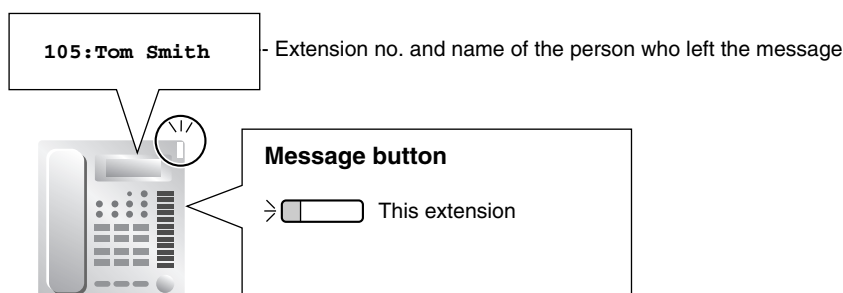 105:Tom Smith
- Extension no. and name of the person who left the message
Message button
This extension